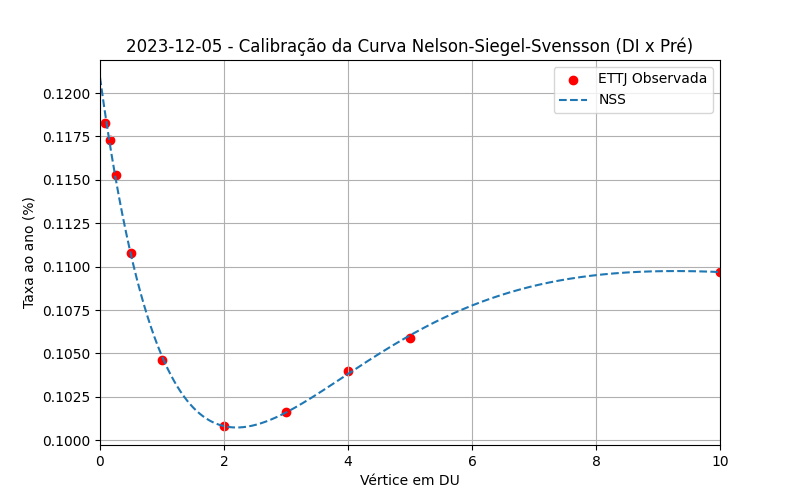 2023-12-05 - Calibração da Curva Nelson-Siegel-Svensson (DI x Pré)
ETTJ Observada
NSS
Taxa ao ano (%)
0.1200
0.1175
0.1150
0.1125
0.1100
0.1075
0.1050
0.1025
0.1000
0 2 4 6 8 10
Vértice em DU